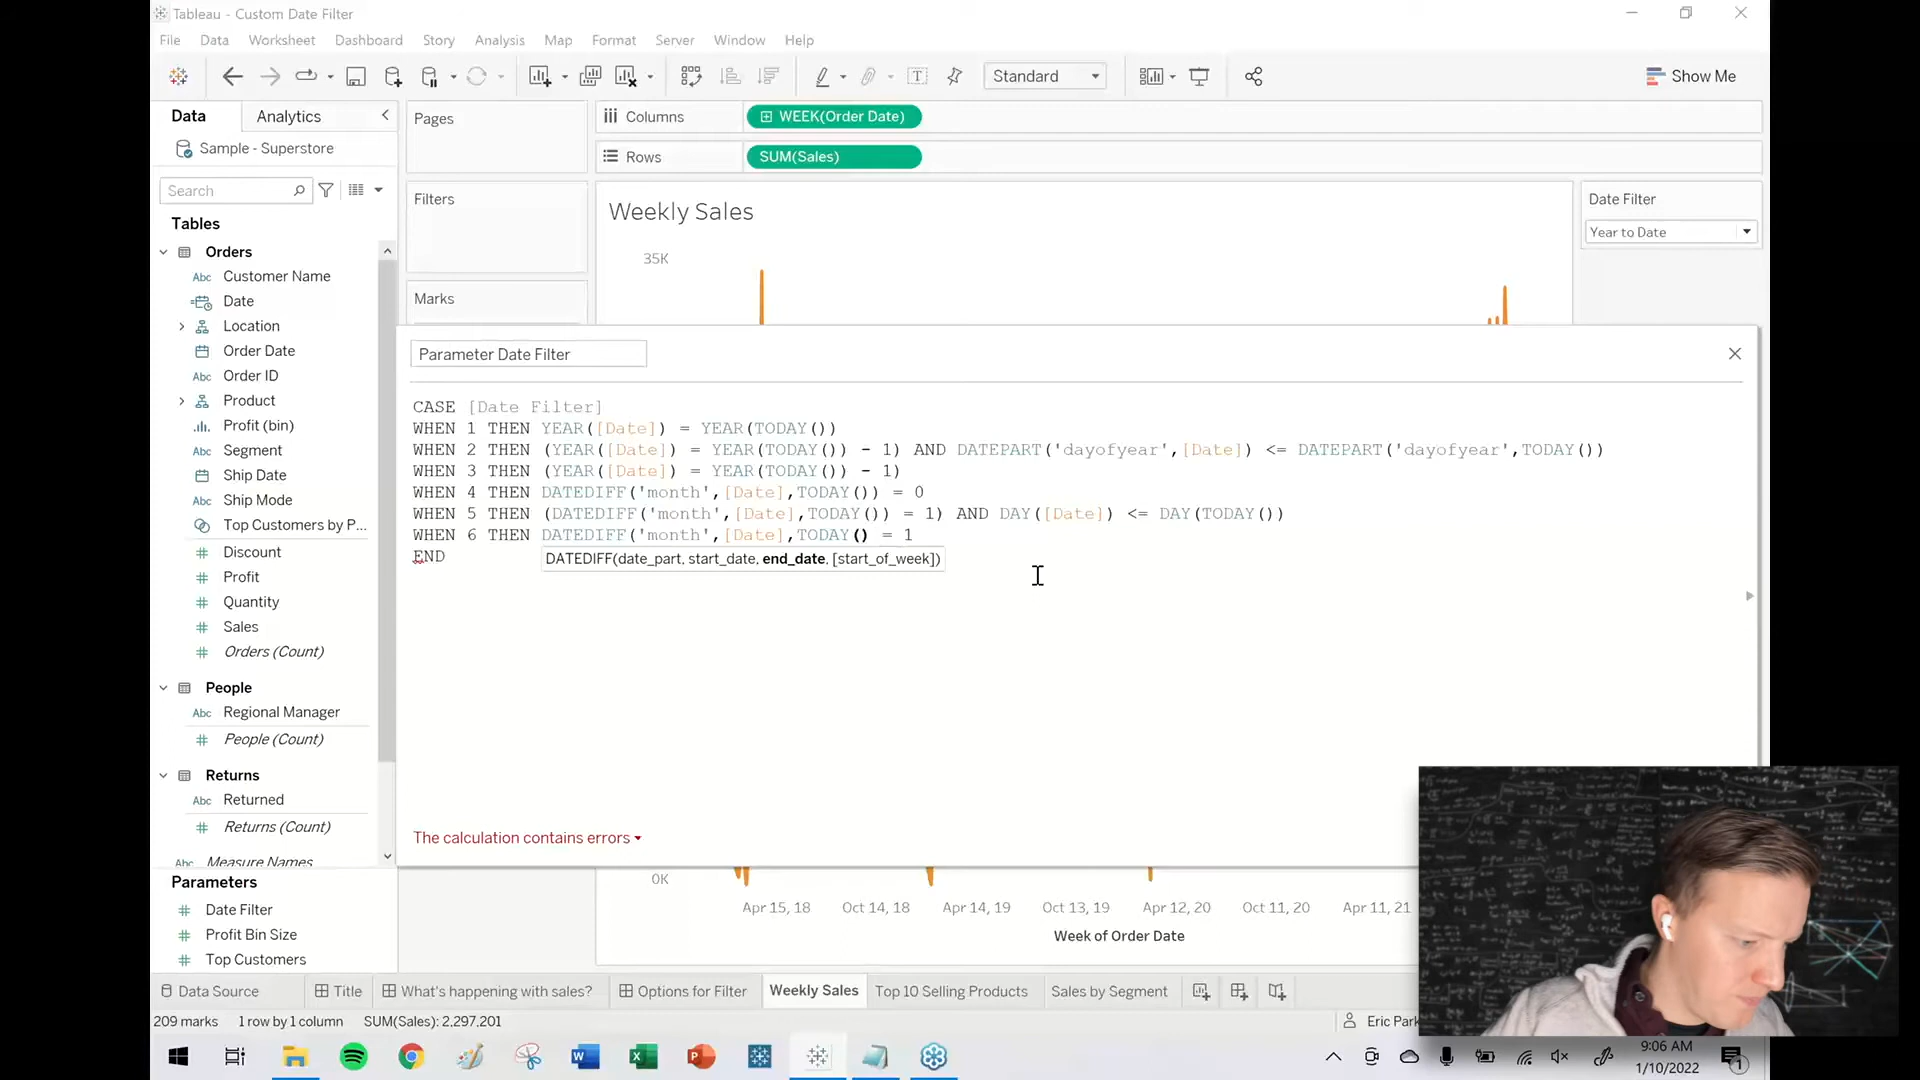 Tableau - Custom Date Filter
File Data Worksheet Dashboard Story Analysis Map Format Server Window Help
Standard
Show Me
Data Analytics
Sample - Superstore
Search
Tables
Orders
Customer Name
Date
Location
Order Date
Order ID
Product
Profit (bin)
Segment
Ship Date
Ship Mode
Top Customers by P...
Discount
Profit
Quantity
Sales
Orders (Count)
People
Regional Manager
People (Count)
Returns
Returned
Returns (Count)
Measure Names
Parameters
Date Filter
Profit Bin Size
Top Customers
Pages
Filters
Marks
Columns WEEK(Order Date)
Rows SUM(Sales)
Weekly Sales
35K
Date Filter
Year to Date
Parameter Date Filter
CASE [Date Filter]
WHEN 1 THEN YEAR([Date]) = YEAR(TODAY())
WHEN 2 THEN (YEAR([Date]) = YEAR(TODAY()) - 1) AND DATEPART('dayofyear',[Date]) <= DATEPART('dayofyear',TODAY())
WHEN 3 THEN (YEAR([Date]) = YEAR(TODAY()) - 1)
WHEN 4 THEN DATEDIFF('month',[Date],TODAY()) = 0
WHEN 5 THEN (DATEDIFF('month',[Date],TODAY()) = 1) AND DAY([Date]) <= DAY(TODAY())
WHEN 6 THEN DATEDIFF('month',[Date],TODAY() = 1
END
DATEDIFF(date_part, start_date, end_date, [start_of_week])
The calculation contains errors
0K
Apr 15, 18 Oct 14, 18 Apr 14, 19 Oct 13, 19 Apr 12, 20 Oct 11, 20 Apr 11, 21
Week of Order Date
Data Source Title What's happening with sales? Options for Filter Weekly Sales Top 10 Selling Products Sales by Segment
209 marks 1 row by 1 column SUM(Sales): 2,297,201
Eric Park
9:06 AM
1/10/2022
1